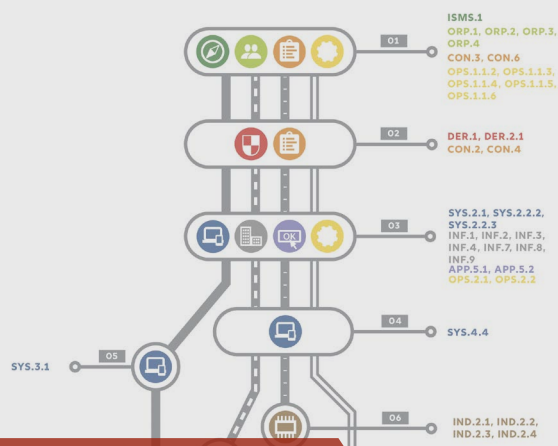 01
ISMS.1
ORP.1, ORP.2, ORP.3,
ORP.4
CON.3, CON.6
OPS.1.1.2, OPS.1.1.3,
OPS.1.1.4, OPS.1.1.5,
OPS.1.1.6
02
DER.1, DER.2.1
CON.2, CON.4
03
SYS.2.1, SYS.2.2.2,
SYS.2.2.3
INF.1, INF.2, INF.3,
INF.4, INF.7, INF.8,
INF.9
APP.5.1, APP.5.2
OPS.2.1, OPS.2.2
OK
04
SYS.4.4
05
SYS.3.1
06
IND.2.1, IND.2.2,
IND.2.3, IND.2.4